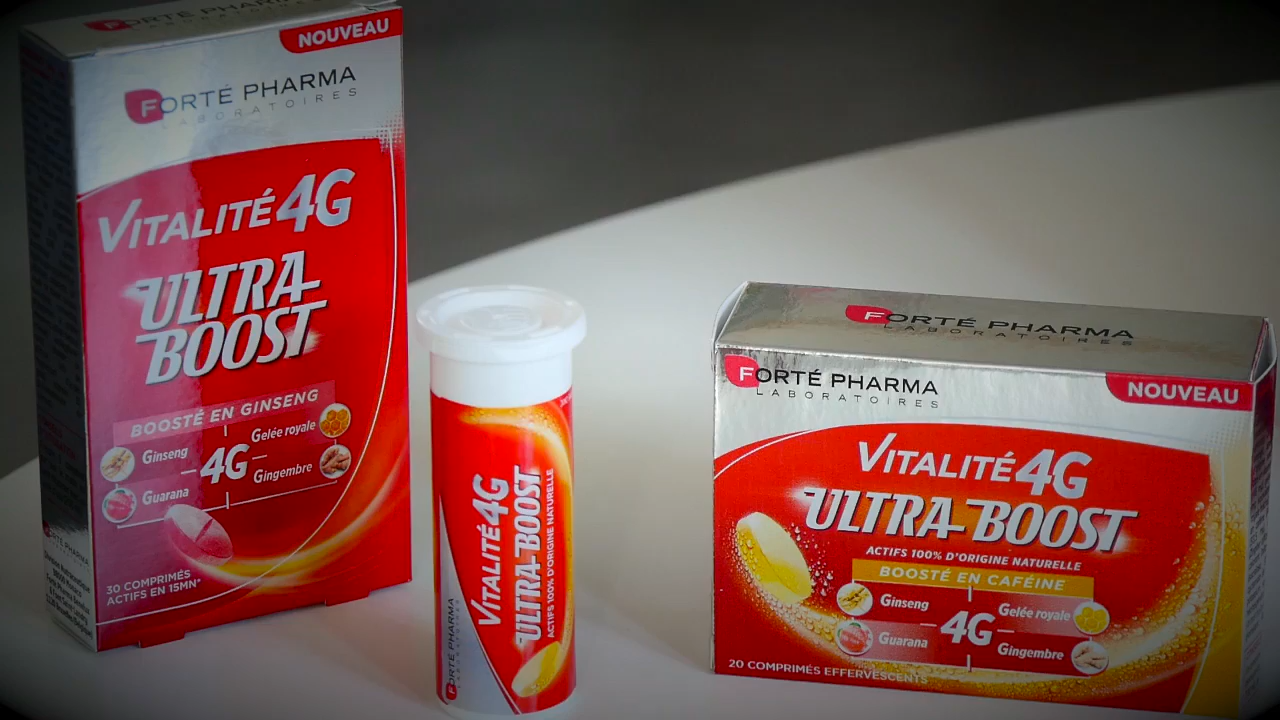 FORTÉ PHARMA
NOUVEAU
FORTÉ PHARMA
LABORATOIRES
VITALITÉ 4G
ULTRA
BOOST
BOOSTÉ EN GINSENG
Ginseng
Gelée royale
4G
Guarana
Gingembre
30 COMPRIMÉS
ACTIFS EN 15MN*
VITALITÉ 4G
ULTRA-BOOST
ACTIFS 100% D'ORIGINE NATURELLE
FORTÉ PHARMA
LABORATOIRES
FORTÉ PHARMA
LABORATOIRES
FORTÉ PHARMA
LABORATOIRES
NOUVEAU
VITALITÉ 4G
ULTRA-BOOST
ACTIFS 100% D'ORIGINE NATURELLE
BOOSTÉ EN CAFÉINE
Ginseng
Gelée royale
4G
Guarana
Gingembre
20 COMPRIMÉS EFFERVESCENTS